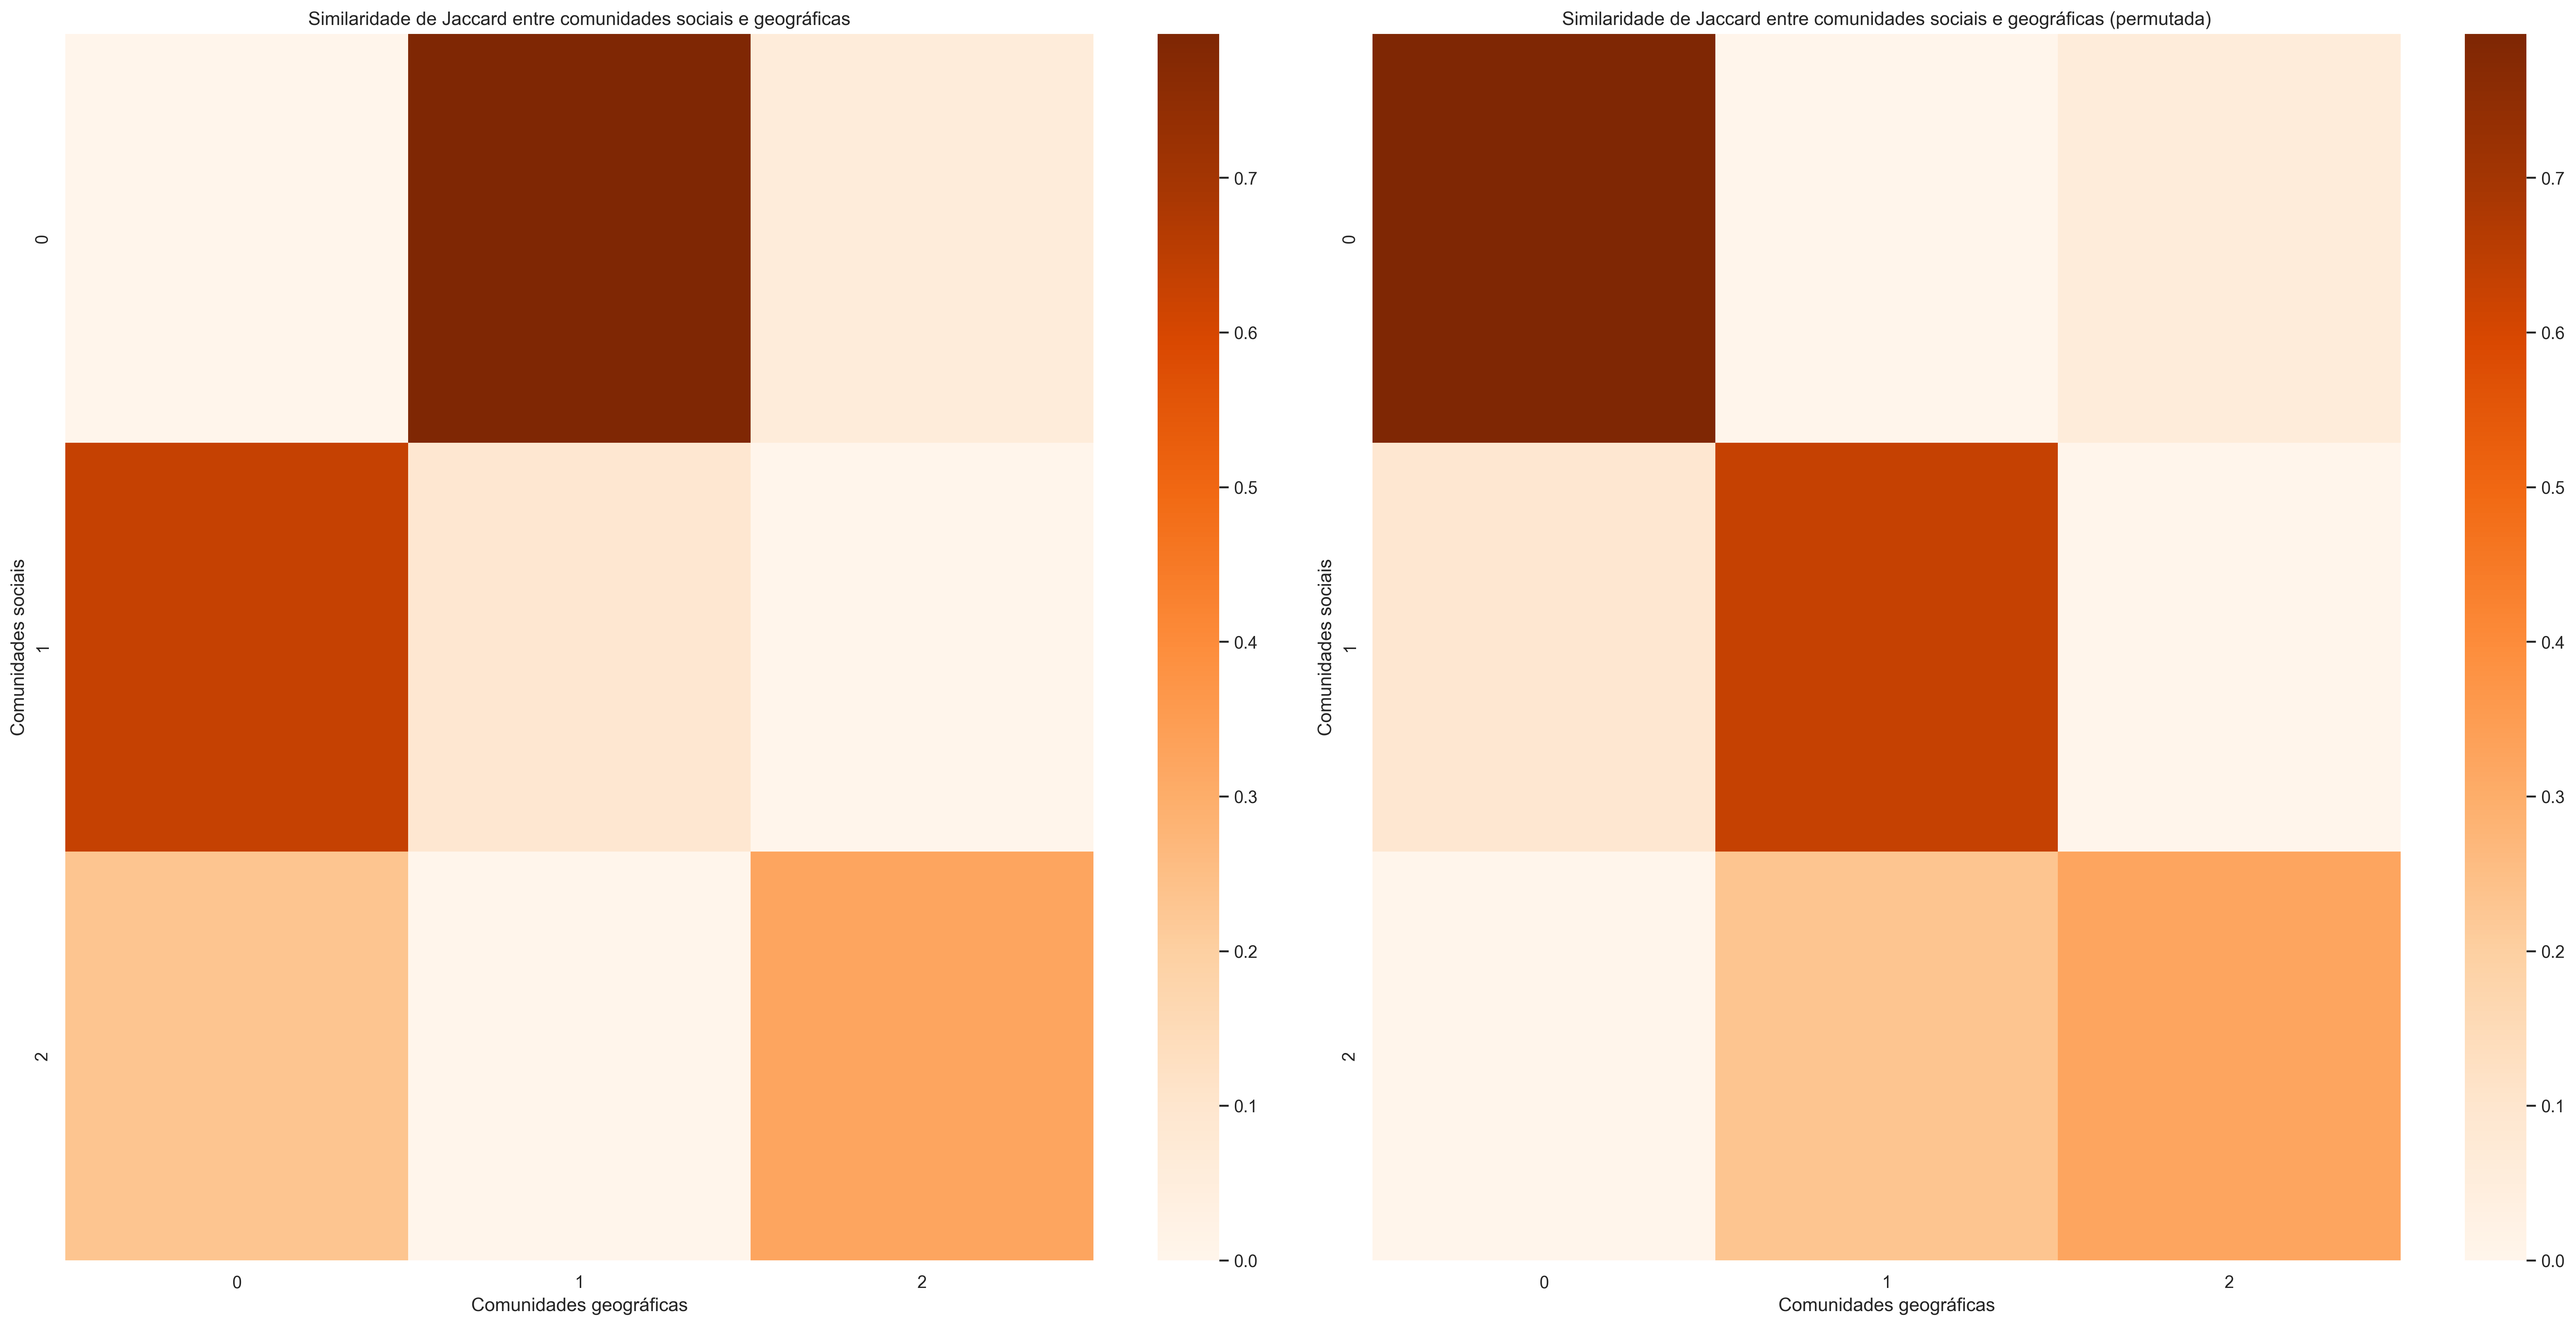 Similaridade de Jaccard entre comunidades sociais e geográficas
Comunidades sociais
0
1
2
0 1 2
Comunidades geográficas
0.7
0.6
0.5
0.4
0.3
0.2
0.1
0.0
Similaridade de Jaccard entre comunidades sociais e geográficas (permutada)
Comunidades sociais
0
1
2
0 1 2
Comunidades geográficas
0.7
0.6
0.5
0.4
0.3
0.2
0.1
0.0